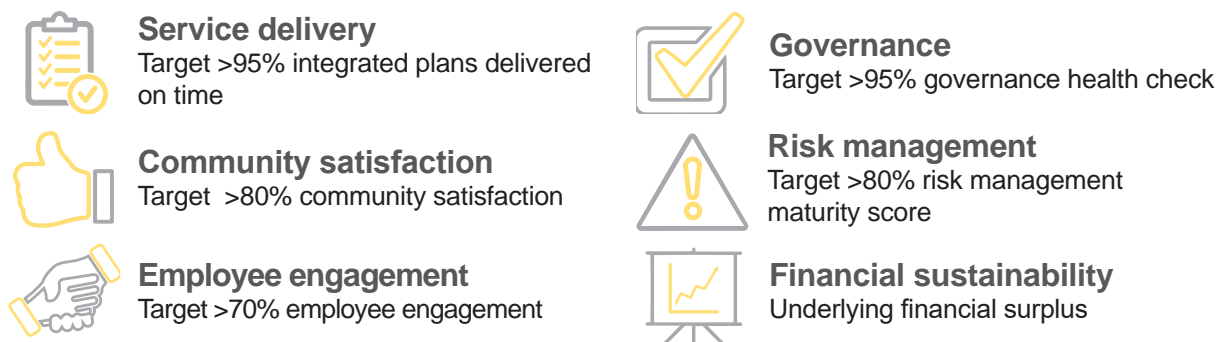 Service delivery
Target >95% integrated plans delivered
on time
Community satisfaction
Target >80% community satisfaction
Employee engagement
Target >70% employee engagement
Governance
Target >95% governance health check
Risk management
Target >80% risk management
maturity score
Financial sustainability
Underlying financial surplus